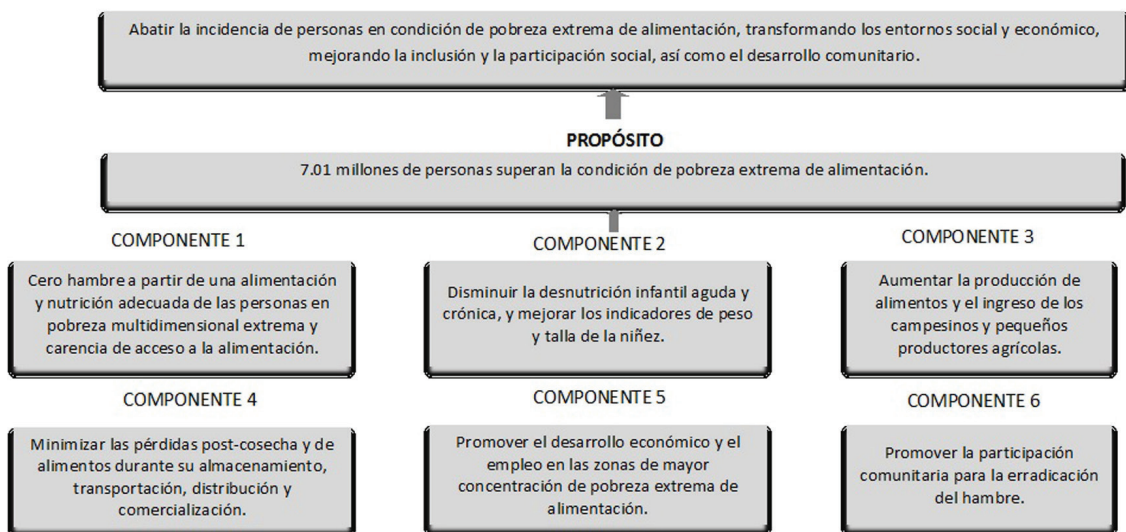 Abatir la incidencia de personas en condición de pobreza extrema de alimentación, transformando los entornos social y económico,
mejorando la inclusión y la participación social, así como el desarrollo comunitario.
PROPÓSITO
7.01 millones de personas superan la condición de pobreza extrema de alimentación.
COMPONENTE 1
Cero hambre a partir de una alimentación
y nutrición adecuada de las personas en
pobreza multidimensional extrema y
carencia de acceso a la alimentación.
COMPONENTE 2
Disminuir la desnutrición infantil aguda y
crónica, y mejorar los indicadores de peso
y talla de la niñez.
COMPONENTE 3
Aumentar la producción de
alimentos y el ingreso de los
campesinos y pequeños
productores agrícolas.
COMPONENTE 4
Minimizar las pérdidas post-cosecha y de
alimentos durante su almacenamiento,
transportación, distribución y
comercialización.
COMPONENTE 5
Promover el desarrollo económico y el
empleo en las zonas de mayor
concentración de pobreza extrema de
alimentación.
COMPONENTE 6
Promover la participación
comunitaria para la erradicación
del hambre.